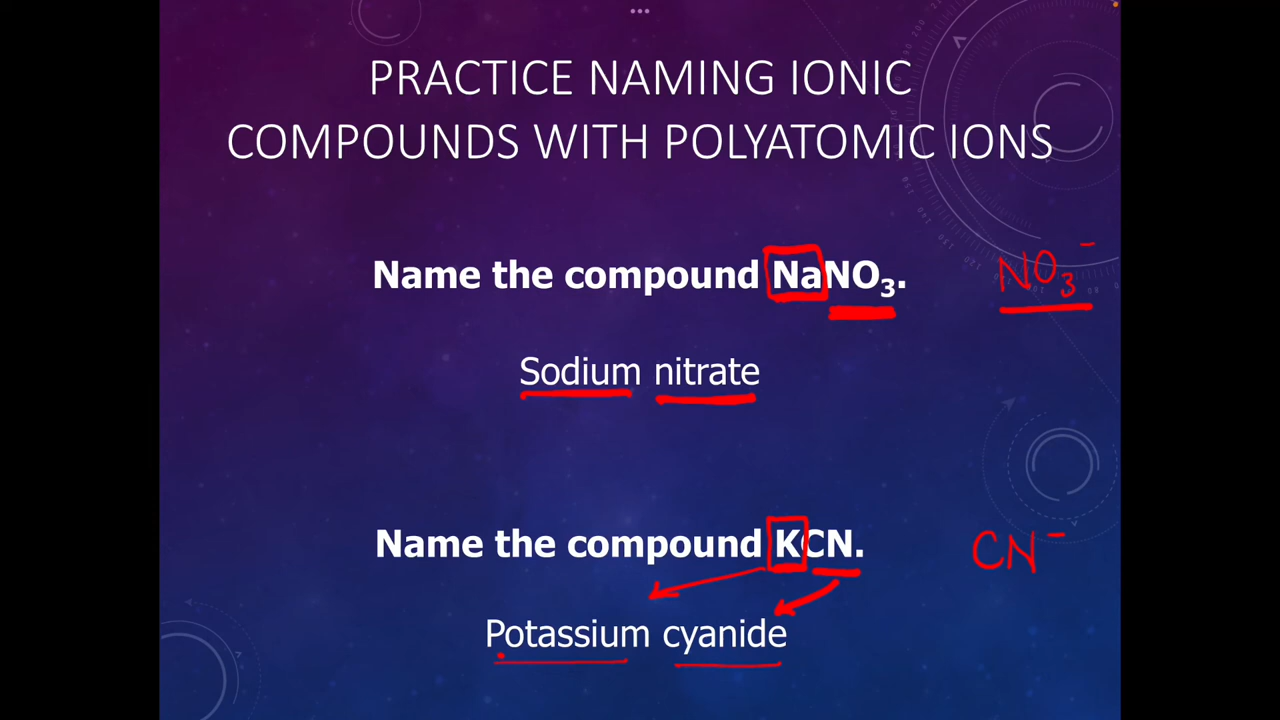 PRACTICE NAMING IONIC
COMPOUNDS WITH POLYATOMIC IONS
Name the compound NaNO₃.
NO₃⁻
Sodium nitrate
Name the compound KCN.
CN⁻
Potassium cyanide